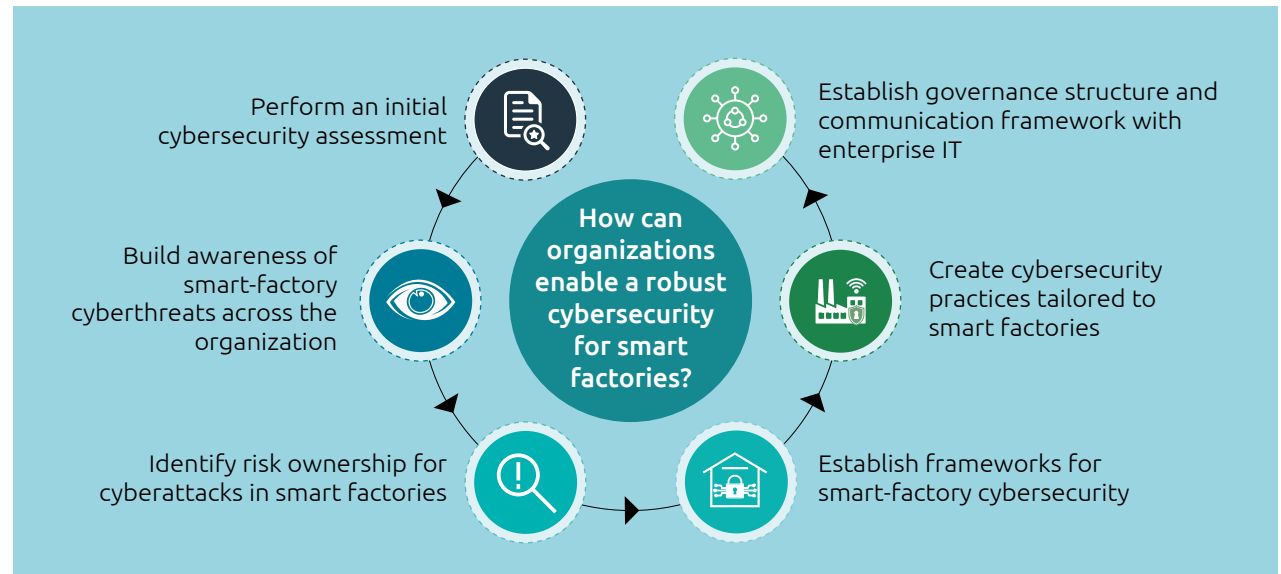 Perform an initial
cybersecurity assessment
Build awareness of
smart-factory
cyberthreats across the
organization
Identify risk ownership for
cyberattacks in smart factories
How can
organizations
enable a robust
cybersecurity
for smart
factories?
Establish frameworks for
smart-factory cybersecurity
Create cybersecurity
practices tailored to
smart factories
Establish governance structure and
communication framework with
enterprise IT